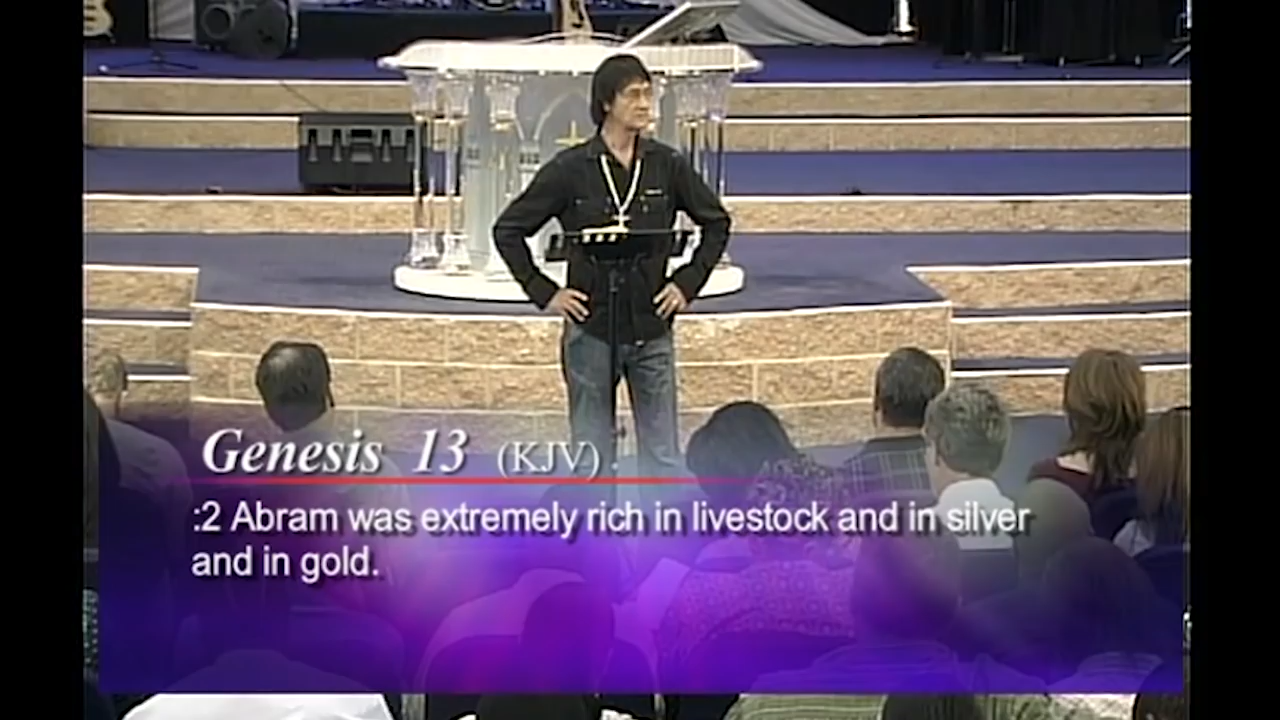 Genesis 13 (KJV)
:2 Abram was extremely rich in livestock and in silver
and in gold.